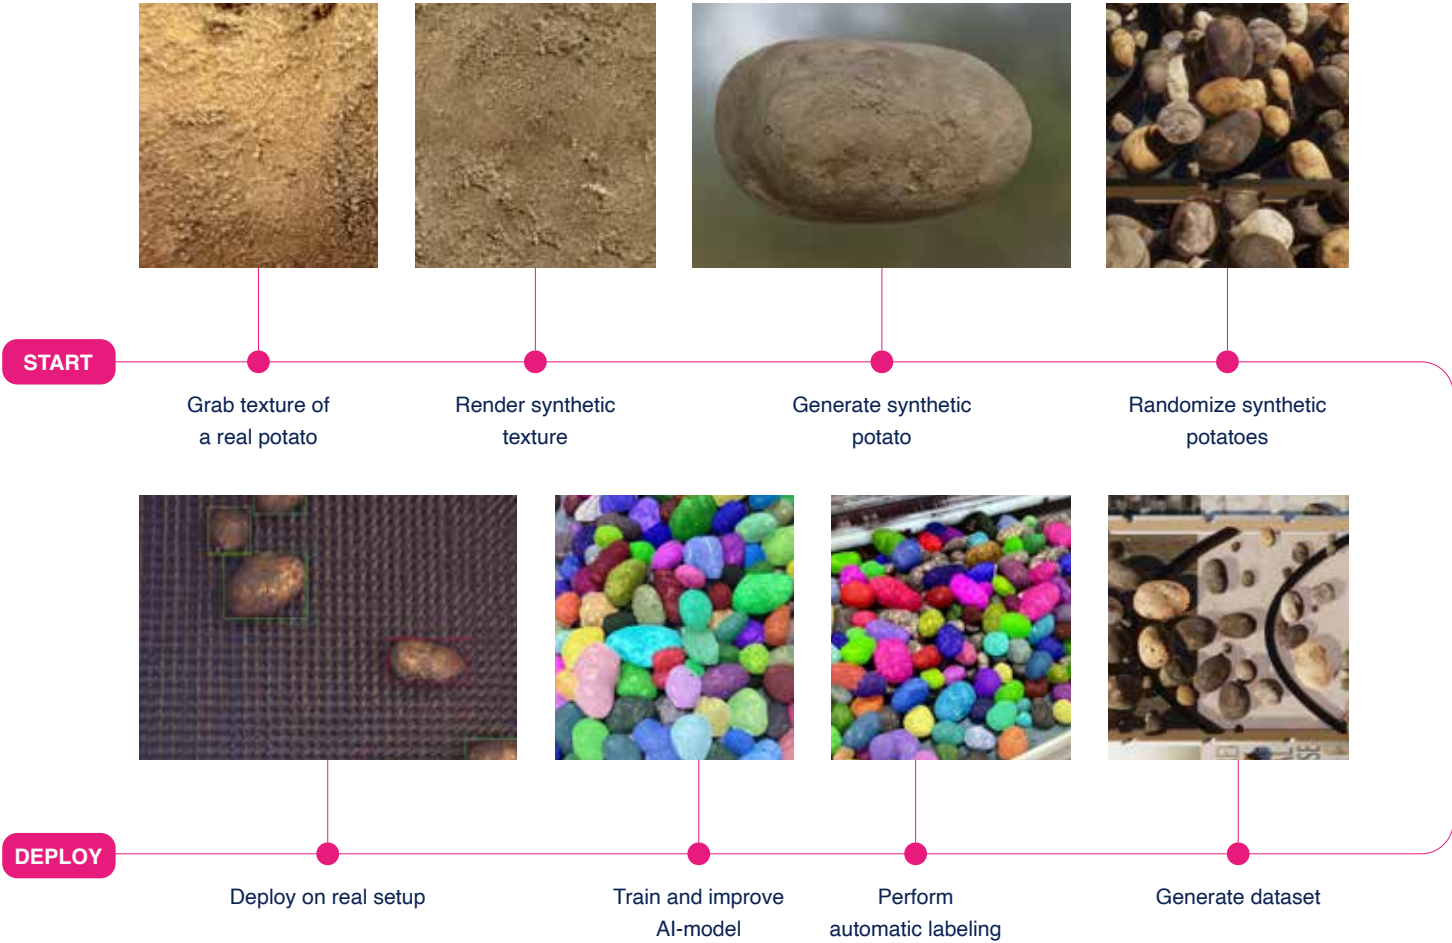 START
Grab texture of
a real potato
Render synthetic
texture
Generate synthetic
potato
Randomize synthetic
potatoes
DEPLOY
Deploy on real setup
Train and improve
AI-model
Perform
automatic labeling
Generate dataset